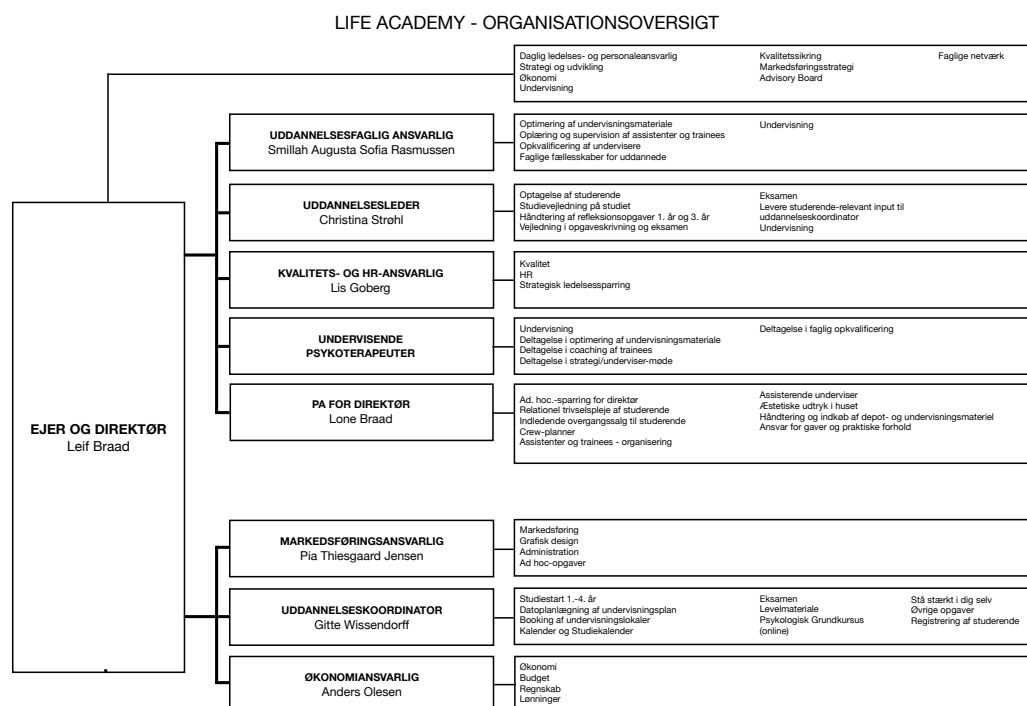 LIFE ACADEMY - ORGANISATIONSOVERSIGT
Daglig ledelses- og personaleansvarlig
Strategi og udvikling
Økonomi
Undervisning
Kvalitetssikring
Markedsføringsstrategi
Advisory Board
Faglige netværk
UDDANNELSESFAGLIG ANSVARLIG
Smillah Augusta Sofia Rasmussen
Optimering af undervisningsmateriale
Oplæring og supervision af assistenter og trainees
Opkvalificering af undervisere
Faglige fællesskaber for uddannede
Undervisning
UDDANNELSESLEDER
Christina Strøhl
Optagelse af studerende
Studievejledning på studiet
Håndtering af refleksionsopgaver 1. år og 3. år
Vejledning i opgaveskrivning og eksamen
Eksamen
Levere studerende-relevant input til
uddannelseskoordinator
Undervisning
KVALITETS- OG HR-ANSVARLIG
Lis Goberg
Kvalitet
HR
Strategisk ledelsessparring
UNDERVISENDE
PSYKOTERAPEUTER
Undervisning
Deltagelse i optimering af undervisningsmateriale
Deltagelse i coaching af trainees
Deltagelse i strategi/underviser-møde
Deltagelse i faglig opkvalificering
PA FOR DIREKTØR
Lone Braad
Ad. hoc.-sparring for direktør
Relationel trivselspleje af studerende
Indledende overgangssalg til studerende
Crew-planner
Assistenter og trainees - organisering
Assisterende underviser
Æstetiske udtryk i huset
Håndtering og indkøb af depot- og undervisningsmateriel
Ansvar for gaver og praktiske forhold
EJER OG DIREKTØR
Leif Braad
MARKEDSFØRINGSANSVARLIG
Pia Thiesgaard Jensen
Markedsføring
Grafisk design
Administration
Ad hoc-opgaver
UDDANNELSESKOORDINATOR
Gitte Wissendorff
Studiestart 1.-4. år
Datoplanlægning af undervisningsplan
Booking af undervisningslokaler
Kalender og Studiekalender
Eksamen
Levelmateriale
Psykologisk Grundkursus
(online)
Stå stærkt i dig selv
Øvrige opgaver
Registrering af studerende
ØKONOMIANSVARLIG
Anders Olesen
Økonomi
Budget
Regnskab
Lønninger